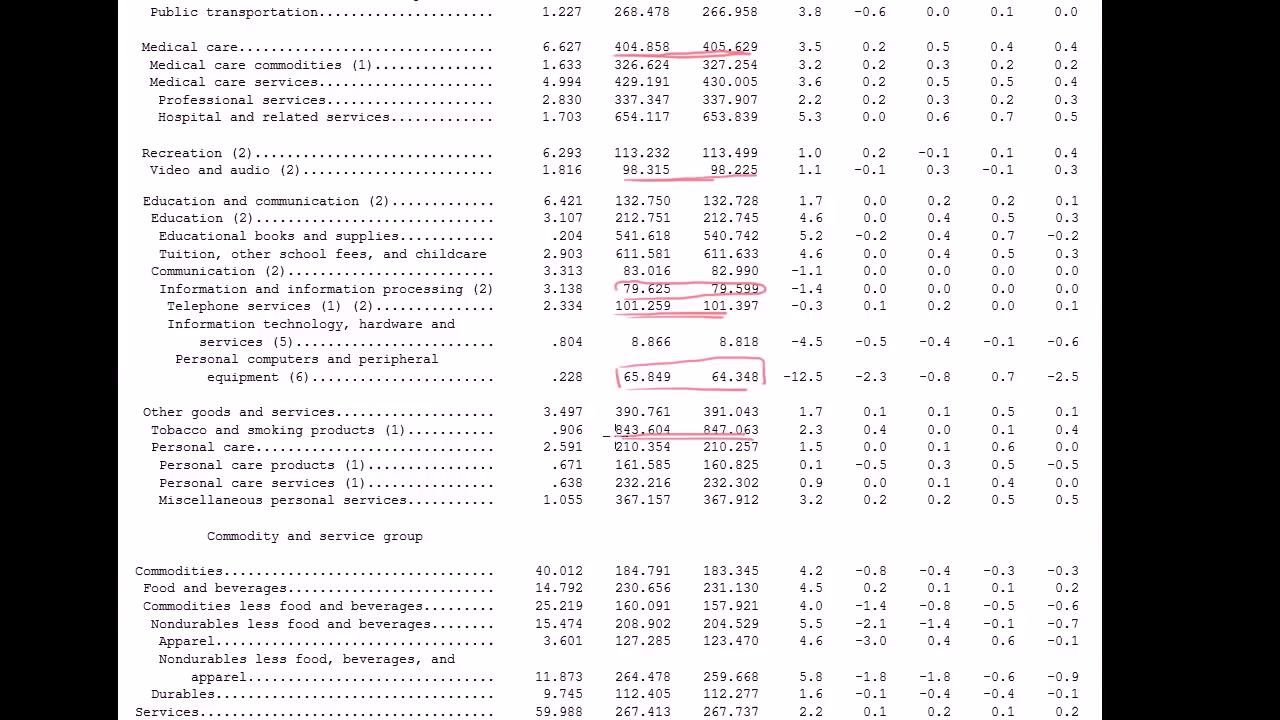 Public transportation...................... 1.227 268.478 266.958 3.8 -0.6 0.0 0.1 0.0
Medical care............................... 6.627 404.858 405.629 3.5 0.2 0.5 0.4 0.4
Medical care commodities (1)............... 1.633 326.624 327.254 3.2 0.2 0.3 0.2 0.2
Medical care services...................... 4.994 429.191 430.005 3.6 0.2 0.5 0.5 0.4
Professional services..................... 2.830 337.347 337.907 2.2 0.2 0.3 0.2 0.3
Hospital and related services............. 1.703 654.117 653.839 5.3 0.0 0.6 0.7 0.5
Recreation (2)............................. 6.293 113.232 113.499 1.0 0.2 -0.1 0.1 0.4
Video and audio (2)........................ 1.816 98.315 98.225 1.1 -0.1 0.3 -0.1 0.3
Education and communication (2)............ 6.421 132.750 132.728 1.7 0.0 0.2 0.2 0.1
Education (2).............................. 3.107 212.751 212.745 4.6 0.0 0.4 0.5 0.3
Educational books and supplies............ .204 541.618 540.742 5.2 -0.2 0.4 0.7 -0.2
Tuition, other school fees, and childcare 2.903 611.581 611.633 4.6 0.0 0.4 0.5 0.3
Communication (2).......................... 3.313 83.016 82.990 -1.1 0.0 0.0 0.0 0.0
Information and information processing (2) 3.138 79.625 79.599 -1.4 0.0 0.0 0.0 0.0
Telephone services (1) (2)............... 2.334 101.259 101.397 -0.3 0.1 0.2 0.0 0.1
Information technology, hardware and
services (5)......................... .804 8.866 8.818 -4.5 -0.5 -0.4 -0.1 -0.6
Personal computers and peripheral
equipment (6)....................... .228 65.849 64.348 -12.5 -2.3 -0.8 0.7 -2.5
Other goods and services................... 3.497 390.761 391.043 1.7 0.1 0.1 0.5 0.1
Tobacco and smoking products (1)........... .906 843.604 847.063 2.3 0.4 0.0 0.1 0.4
Personal care.............................. 2.591 210.354 210.257 1.5 0.0 0.1 0.6 0.0
Personal care products (1)................ .671 161.585 160.825 0.1 -0.5 0.3 0.5 -0.5
Personal care services (1)................ .638 232.216 232.302 0.9 0.0 0.1 0.4 0.0
Miscellaneous personal services........... 1.055 367.157 367.912 3.2 0.2 0.2 0.5 0.5
Commodity and service group
Commodities................................. 40.012 184.791 183.345 4.2 -0.8 -0.4 -0.3 -0.3
Food and beverages......................... 14.792 230.656 231.130 4.5 0.2 0.1 0.1 0.2
Commodities less food and beverages........ 25.219 160.091 157.921 4.0 -1.4 -0.8 -0.5 -0.6
Nondurables less food and beverages........ 15.474 208.902 204.529 5.5 -2.1 -1.4 -0.1 -0.7
Apparel................................... 3.601 127.285 123.470 4.6 -3.0 0.4 0.6 -0.1
Nondurables less food, beverages, and
apparel.............................. 11.873 264.478 259.668 5.8 -1.8 -1.8 -0.6 -0.9
Durables................................... 9.745 112.405 112.277 1.6 -0.1 -0.4 -0.4 -0.1
Services.................................... 59.988 267.413 267.737 2.2 0.1 0.2 0.1 0.2